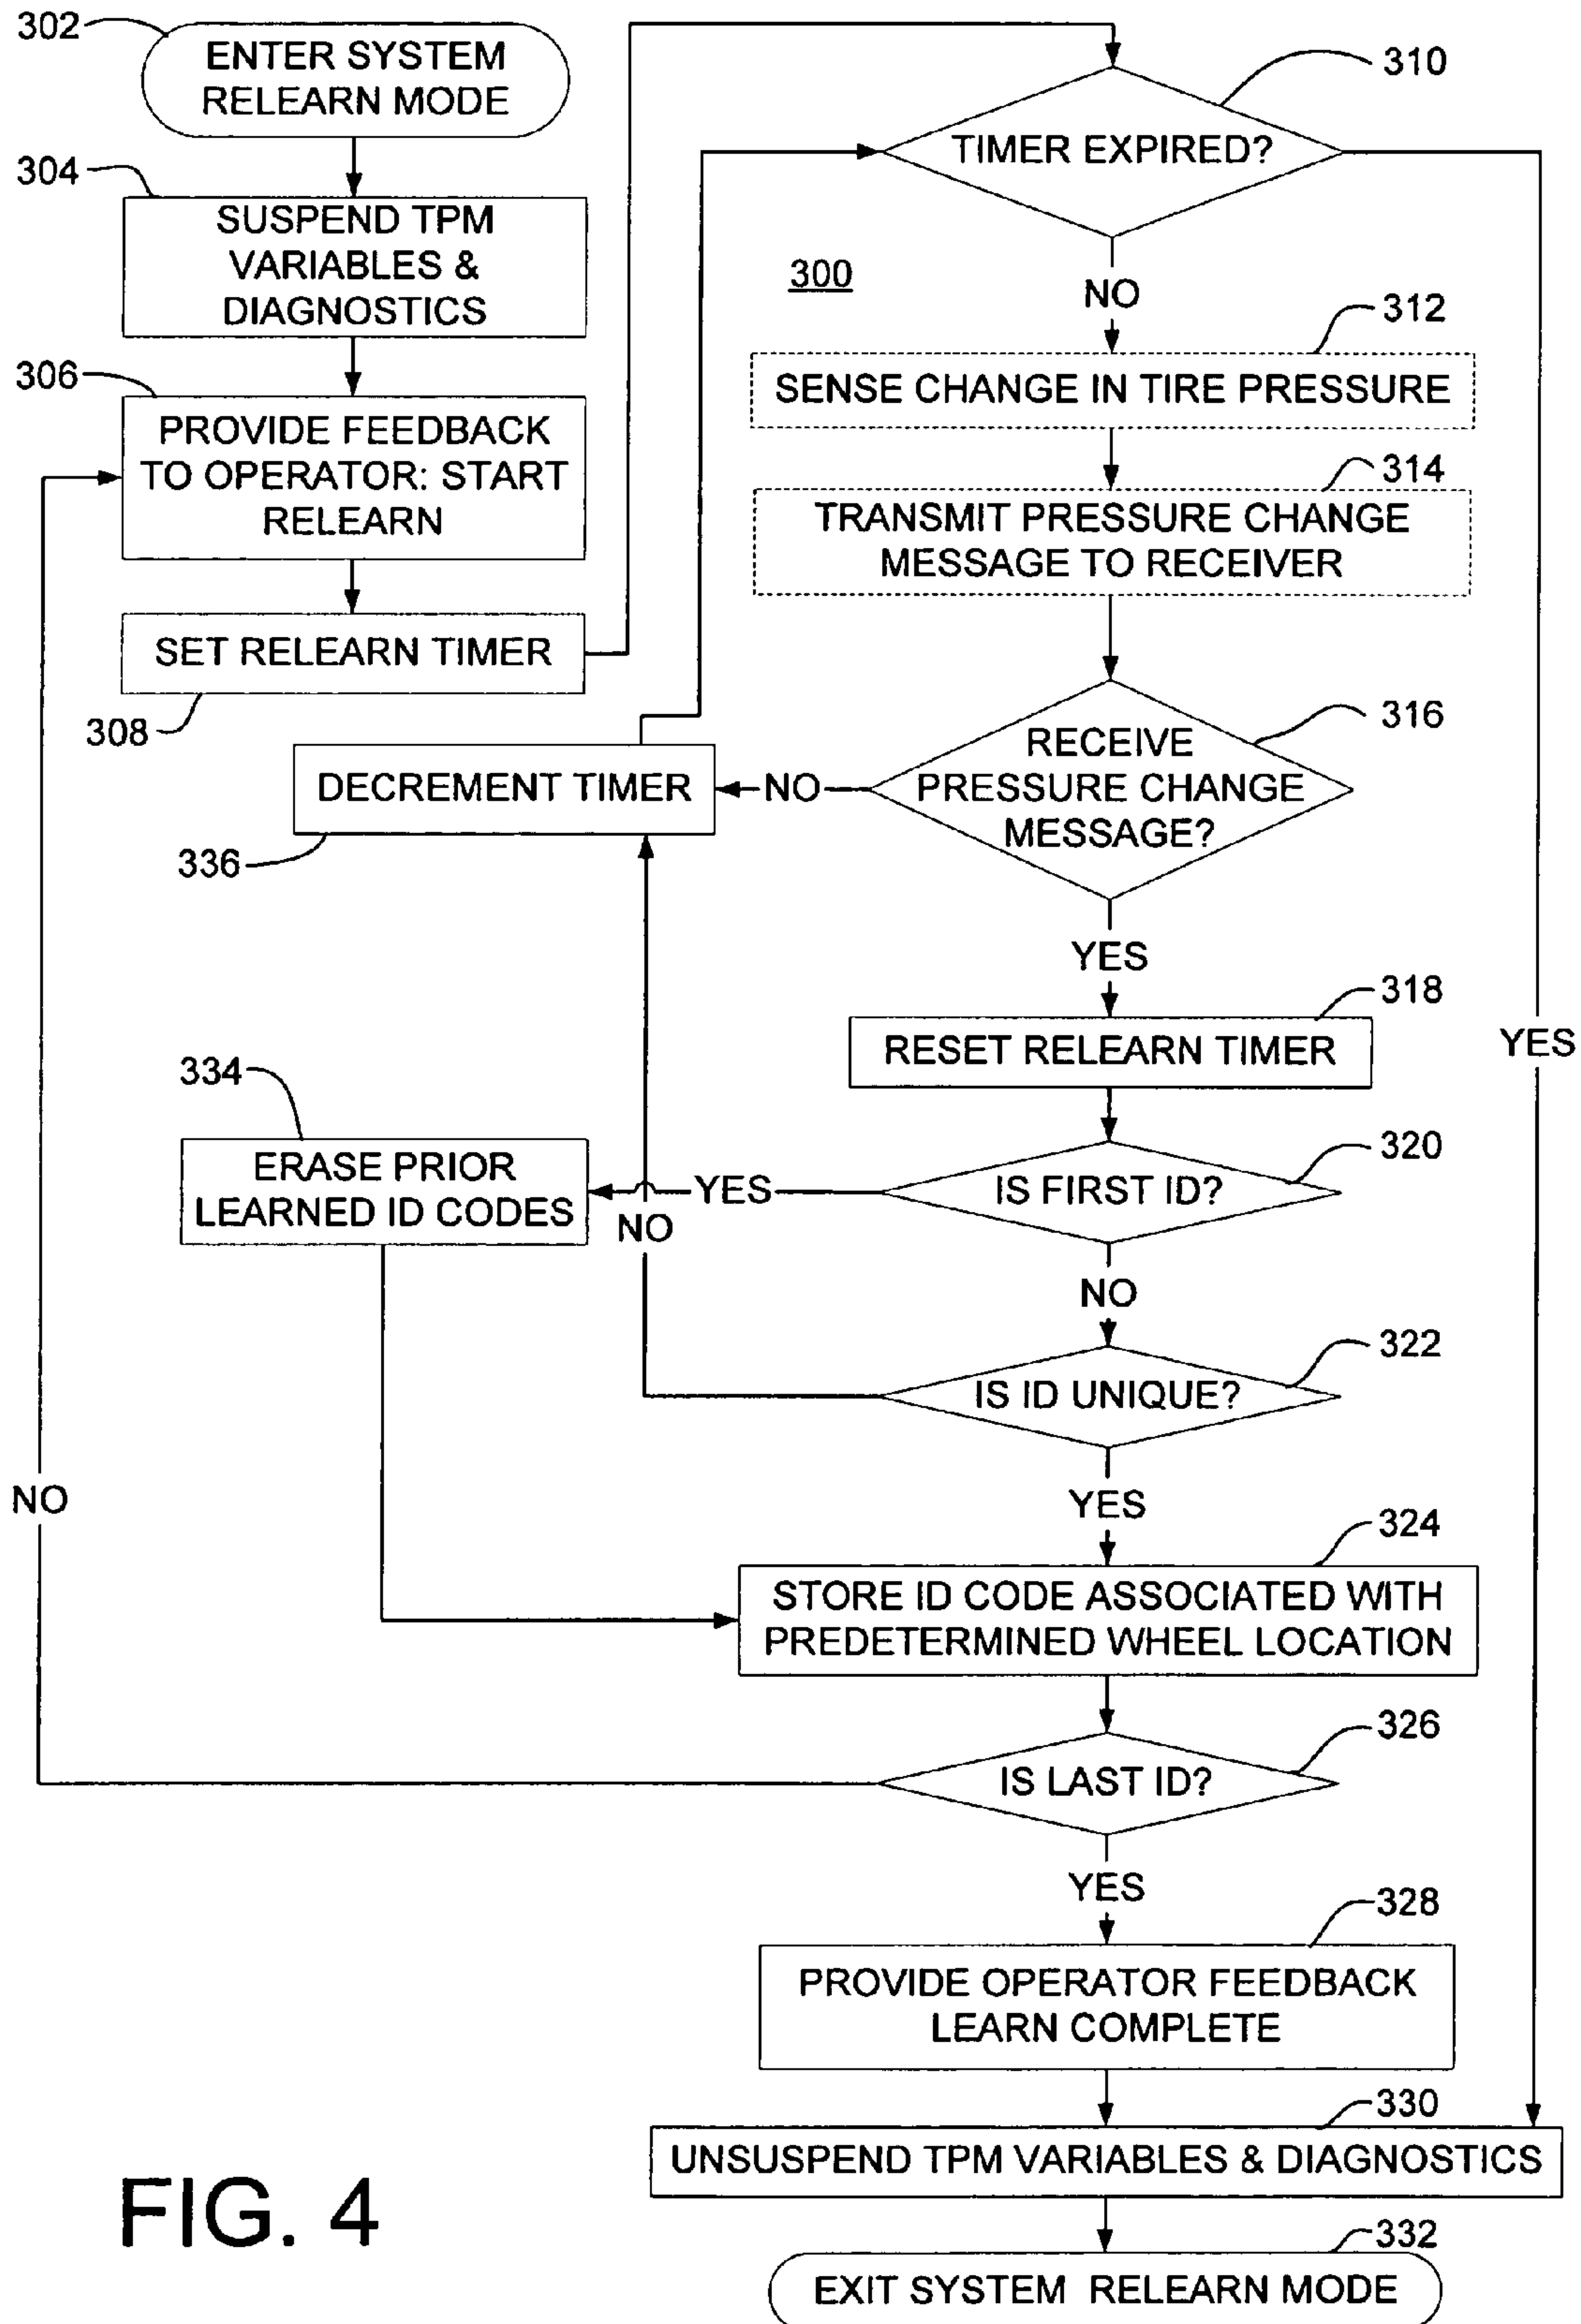 302
ENTER SYSTEM
RELEARN MODE
304
SUSPEND TPM
VARIABLES &
DIAGNOSTICS
306
PROVIDE FEEDBACK
TO OPERATOR: START
RELEARN
SET RELEARN TIMER
308
310
TIMER EXPIRED?
300
NO
YES
312
SENSE CHANGE IN TIRE PRESSURE
314
TRANSMIT PRESSURE CHANGE
MESSAGE TO RECEIVER
316
RECEIVE
PRESSURE CHANGE
MESSAGE?
NO
DECREMENT TIMER
336
YES
318
RESET RELEARN TIMER
320
IS FIRST ID?
YES
334
ERASE PRIOR
LEARNED ID CODES
NO
NO
322
IS ID UNIQUE?
YES
324
STORE ID CODE ASSOCIATED WITH
PREDETERMINED WHEEL LOCATION
326
IS LAST ID?
NO
YES
328
PROVIDE OPERATOR FEEDBACK
LEARN COMPLETE
330
UNSUSPEND TPM VARIABLES & DIAGNOSTICS
332
EXIT SYSTEM RELEARN MODE
FIG. 4